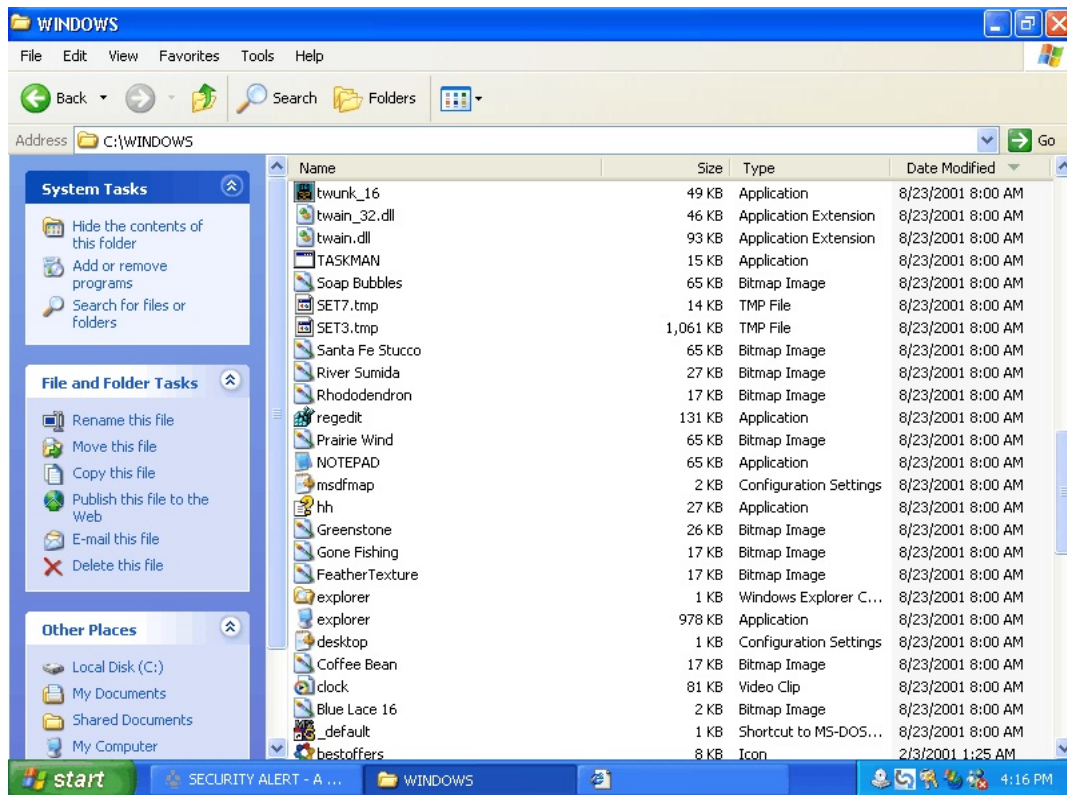 WINDOWS
File Edit View Favorites Tools Help
Back Search Folders
Address C:\WINDOWS Go
System Tasks
Hide the contents of
this folder
Add or remove
programs
Search for files or
folders
File and Folder Tasks
Rename this file
Move this file
Copy this file
Publish this file to the
Web
E-mail this file
Delete this file
Other Places
Local Disk (C:)
My Documents
Shared Documents
My Computer
Name Size Type Date Modified
twunk_16 49 KB Application 8/23/2001 8:00 AM
twain_32.dll 46 KB Application Extension 8/23/2001 8:00 AM
twain.dll 93 KB Application Extension 8/23/2001 8:00 AM
TASKMAN 15 KB Application 8/23/2001 8:00 AM
Soap Bubbles 65 KB Bitmap Image 8/23/2001 8:00 AM
SET7.tmp 14 KB TMP File 8/23/2001 8:00 AM
SET3.tmp 1,061 KB TMP File 8/23/2001 8:00 AM
Santa Fe Stucco 65 KB Bitmap Image 8/23/2001 8:00 AM
River Sumida 27 KB Bitmap Image 8/23/2001 8:00 AM
Rhododendron 17 KB Bitmap Image 8/23/2001 8:00 AM
regedit 131 KB Application 8/23/2001 8:00 AM
Prairie Wind 65 KB Bitmap Image 8/23/2001 8:00 AM
NOTEPAD 65 KB Application 8/23/2001 8:00 AM
msdfmap 2 KB Configuration Settings 8/23/2001 8:00 AM
hh 27 KB Application 8/23/2001 8:00 AM
Greenstone 26 KB Bitmap Image 8/23/2001 8:00 AM
Gone Fishing 17 KB Bitmap Image 8/23/2001 8:00 AM
FeatherTexture 17 KB Bitmap Image 8/23/2001 8:00 AM
explorer 1 KB Windows Explorer C... 8/23/2001 8:00 AM
explorer 978 KB Application 8/23/2001 8:00 AM
desktop 1 KB Configuration Settings 8/23/2001 8:00 AM
Coffee Bean 17 KB Bitmap Image 8/23/2001 8:00 AM
clock 81 KB Video Clip 8/23/2001 8:00 AM
Blue Lace 16 2 KB Bitmap Image 8/23/2001 8:00 AM
_default 1 KB Shortcut to MS-DOS... 8/23/2001 8:00 AM
bestoffers 8 KB Icon 2/3/2001 1:25 AM
start SECURITY ALERT - A ... WINDOWS 4:16 PM